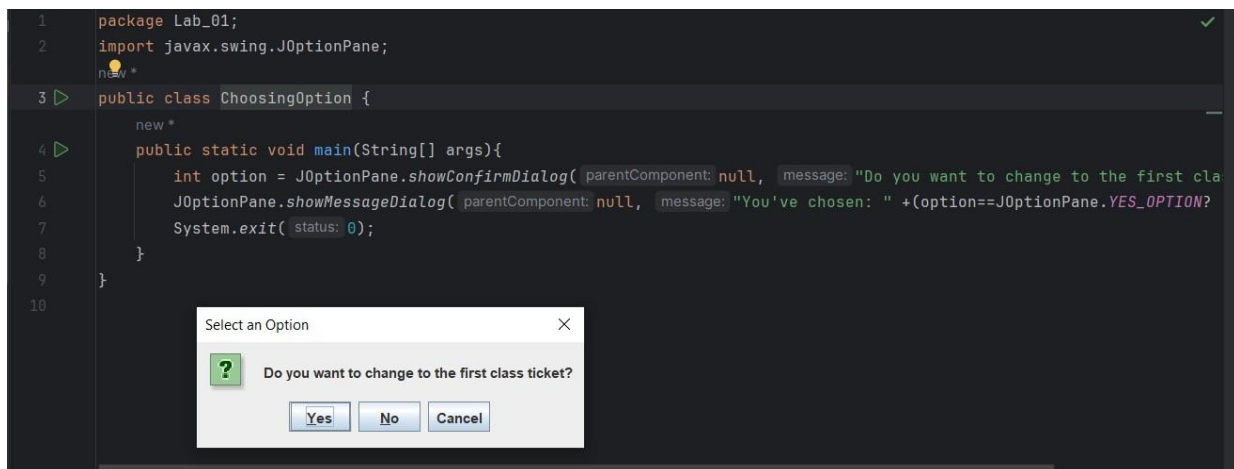 1 package Lab_01;
2 import javax.swing.JOptionPane;
new *
3 public class ChoosingOption {
new *
4 public static void main(String[] args){
5 int option = JOptionPane.showConfirmDialog( parentComponent: null, message: "Do you want to change to the first cla
6 JOptionPane.showMessageDialog( parentComponent: null, message: "You've chosen: " +(option==JOptionPane.YES_OPTION?
7 System.exit( status: 0);
8 }
9 }
10
Select an Option
? Do you want to change to the first class ticket?
Yes No Cancel